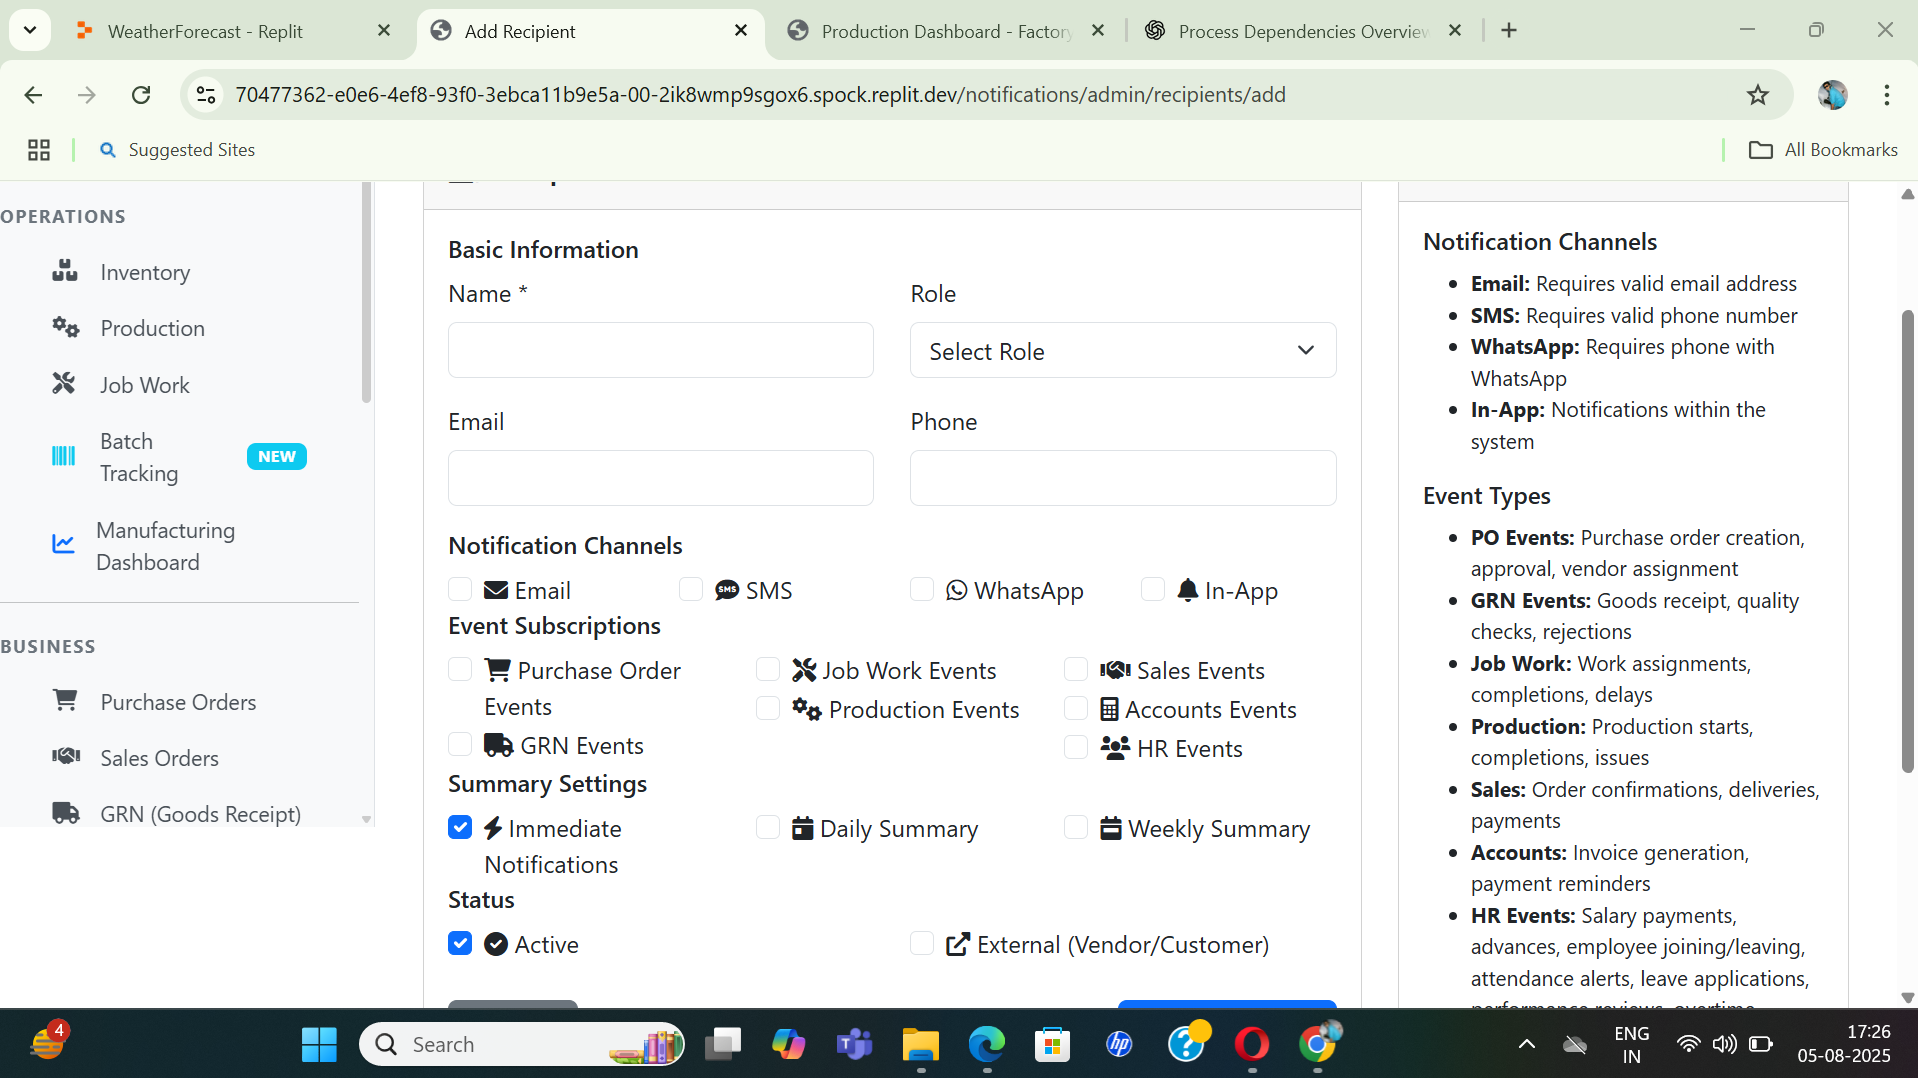 WeatherForecast - Replit
Add Recipient
Production Dashboard - Factory
Process Dependencies Overview
70477362-e0e6-4ef8-93f0-3ebca11b9e5a-00-2ik8wmp9sgox6.spock.replit.dev/notifications/admin/recipients/add
Suggested Sites
All Bookmarks
OPERATIONS
Inventory
Production
Job Work
Batch
Tracking
NEW
Manufacturing
Dashboard
BUSINESS
Purchase Orders
Sales Orders
GRN (Goods Receipt)
Basic Information
Name *
Role
Select Role
Email
Phone
Notification Channels
Email
SMS
SMS
WhatsApp
In-App
Event Subscriptions
Purchase Order
Events
Job Work Events
Sales Events
Production Events
Accounts Events
GRN Events
HR Events
Summary Settings
Immediate
Notifications
Daily Summary
Weekly Summary
Status
Active
External (Vendor/Customer)
Notification Channels
Email: Requires valid email address
SMS: Requires valid phone number
WhatsApp: Requires phone with
WhatsApp
In-App: Notifications within the
system
Event Types
PO Events: Purchase order creation,
approval, vendor assignment
GRN Events: Goods receipt, quality
checks, rejections
Job Work: Work assignments,
completions, delays
Production: Production starts,
completions, issues
Sales: Order confirmations, deliveries,
payments
Accounts: Invoice generation,
payment reminders
HR Events: Salary payments,
advances, employee joining/leaving,
attendance alerts, leave applications,
performance reviews, overtime
4
Search
hp
ENG
IN
17:26
05-08-2025